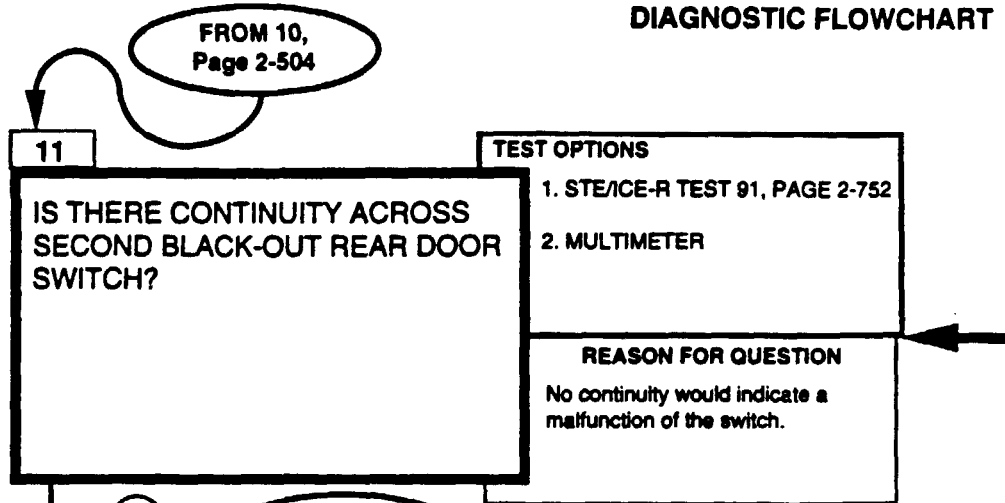 DIAGNOSTIC FLOWCHART
FROM 10,
Page 2-504
11
IS THERE CONTINUITY ACROSS
SECOND BLACK-OUT REAR DOOR
SWITCH?
TEST OPTIONS
1. STE/ICE-R TEST 91, PAGE 2-752
2. MULTIMETER
REASON FOR QUESTION
No continuity would indicate a
malfunction of the switch.